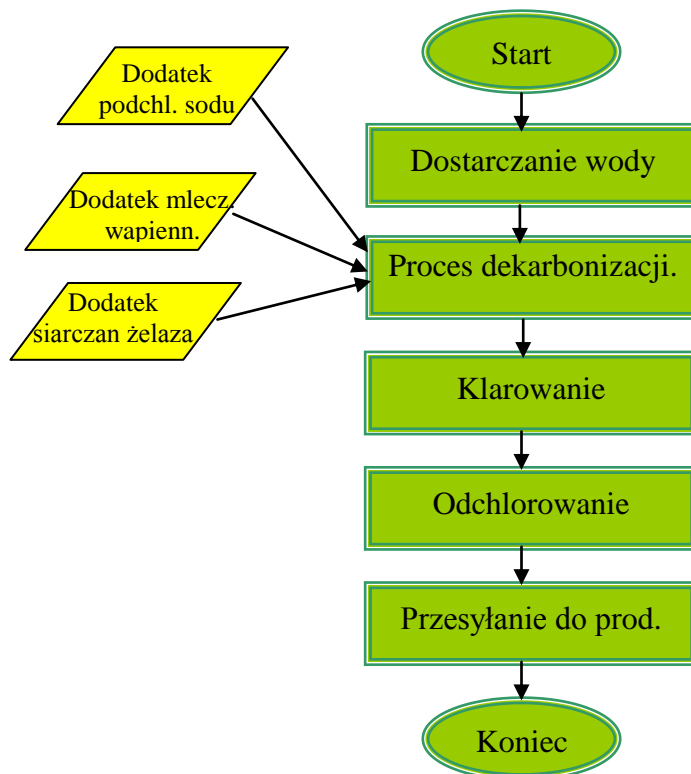 Start
Dostarczanie wody
Dodatek
podchl. sodu
Dodatek mlecz.
wapienn.
Dodatek
siarczan żelaza
Proces dekarbonizacji.
Klarowanie
Odchlorowanie
Przesyłanie do prod.
Koniec